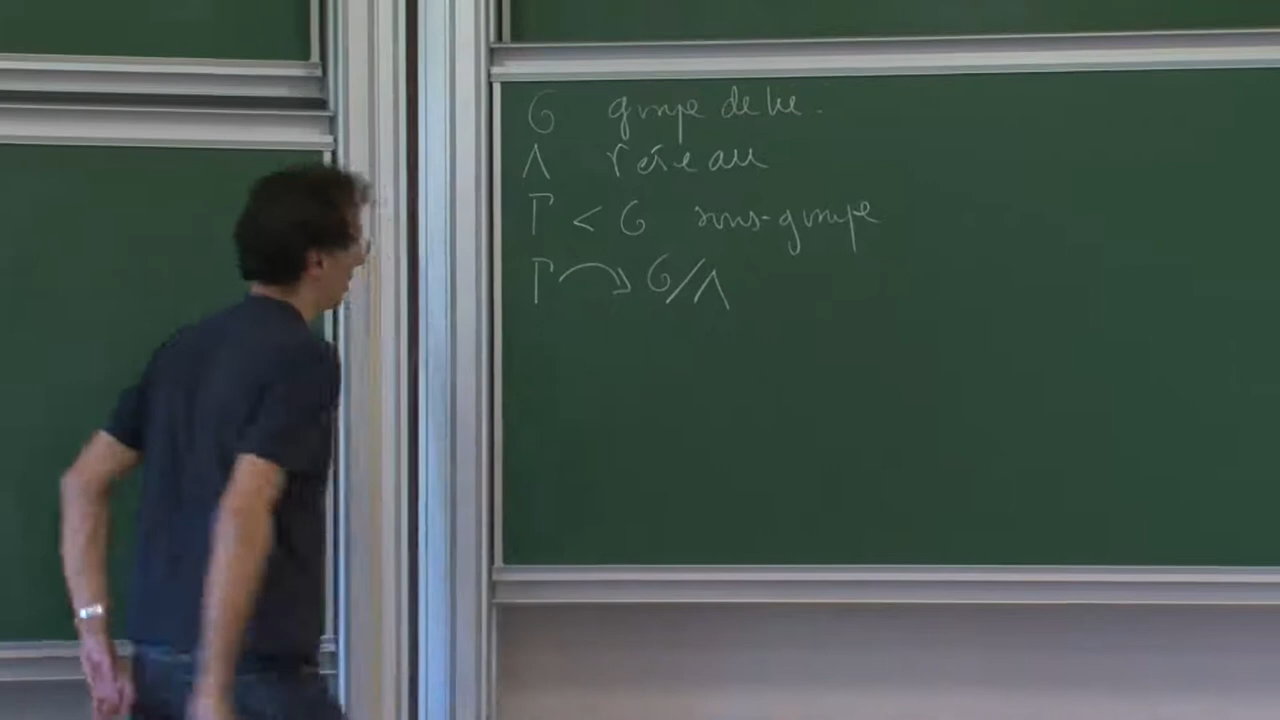 G groupe de Lie.
Λ réseau
Γ < G sous-groupe
Γ ↷ G/Λ